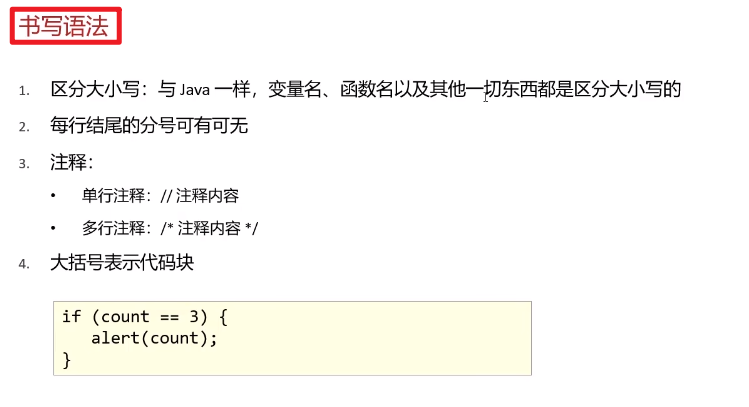 书写语法
1. 区分大小写：与 Java 一样，变量名、函数名以及其他一切东西都是区分大小写的
2. 每行结尾的分号可有可无
3. 注释：
• 单行注释：// 注释内容
• 多行注释：/* 注释内容 */
4. 大括号表示代码块
if (count == 3) {
   alert(count);
}